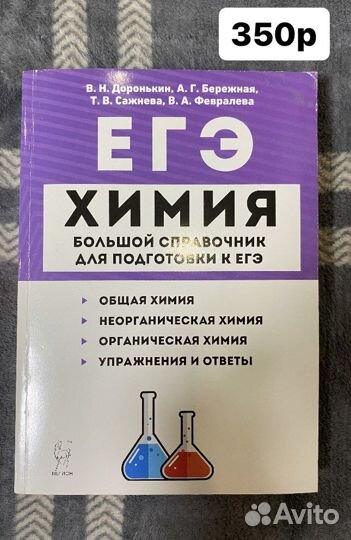 350р
В. Н. Доронькин, А. Г. Бережная,
Т. В. Сажнева, В. А. Февралева
ЕГЭ
ХИМИЯ
БОЛЬШОЙ СПРАВОЧНИК
ДЛЯ ПОДГОТОВКИ К ЕГЭ
ОБЩАЯ ХИМИЯ
НЕОРГАНИЧЕСКАЯ ХИМИЯ
ОРГАНИЧЕСКАЯ ХИМИЯ
УПРАЖНЕНИЯ И ОТВЕТЫ
ЛЕГИОН
Avito